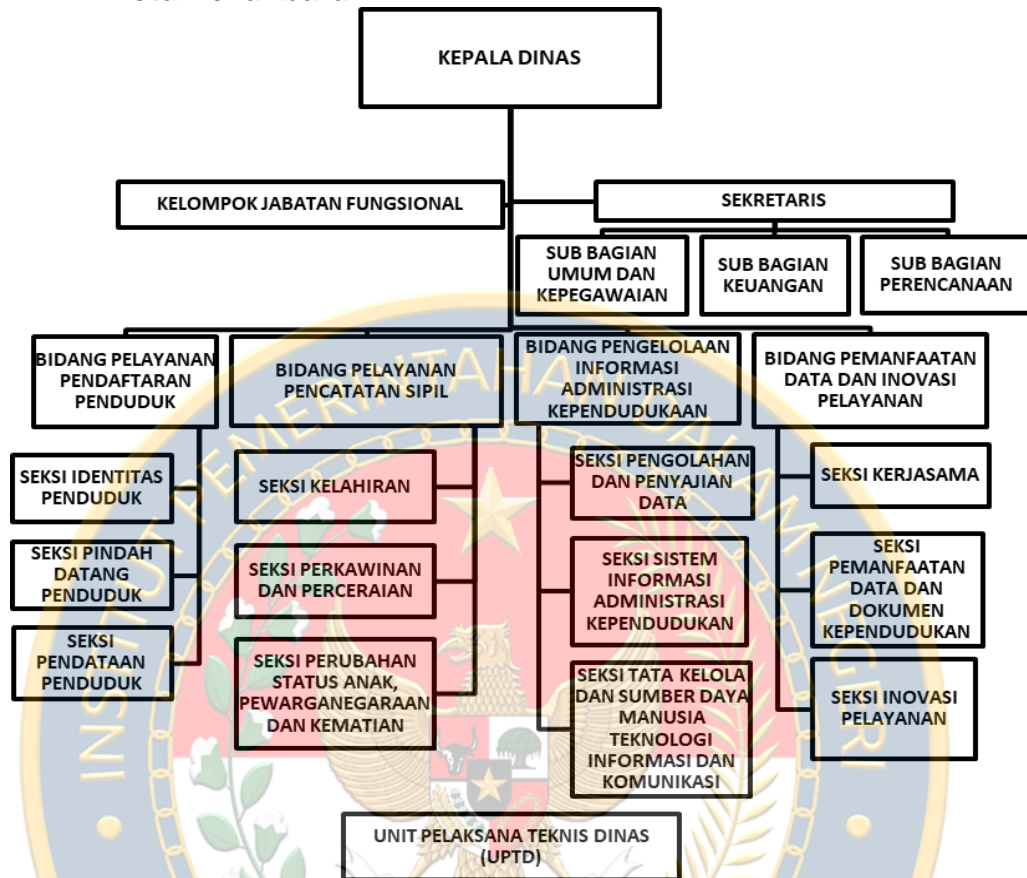 KEPALA DINAS
KELOMPOK JABATAN FUNGSIONAL
SEKRETARIS
SUB BAGIAN
UMUM DAN
KEPEGAWAIAN
SUB BAGIAN
KEUANGAN
SUB BAGIAN
PERENCANAAN
BIDANG PELAYANAN
PENDAFTARAN
PENDUDUK
BIDANG PELAYANAN
PENCATATAN SIPIL
BIDANG PENGELOLAAN
INFORMASI
ADMINISTRASI
KEPENDUDUKAAN
BIDANG PEMANFAATAN
DATA DAN INOVASI
PELAYANAN
SEKSI IDENTITAS
PENDUDUK
SEKSI PINDAH
DATANG
PENDUDUK
SEKSI
PENDATAAN
PENDUDUK
SEKSI KELAHIRAN
SEKSI PERKAWINAN
DAN PERCERAIAN
SEKSI PERUBAHAN
STATUS ANAK,
PEWARGANEGARAAN
DAN KEMATIAN
SEKSI PENGOLAHAN
DAN PENYAJIAN
DATA
SEKSI SISTEM
INFORMASI
ADMINISTRASI
KEPENDUDUKAN
SEKSI TATA KELOLA
DAN SUMBER DAYA
MANUSIA
TEKNOLOGI
INFORMASI DAN
KOMUNIKASI
SEKSI KERJASAMA
SEKSI
PEMANFAATAN
DATA DAN
DOKUMEN
KEPENDUDUKAN
SEKSI INOVASI
PELAYANAN
UNIT PELAKSANA TEKNIS DINAS
(UPTD)
INSTITUT PEMERINTAHAN DALAM NEGRI